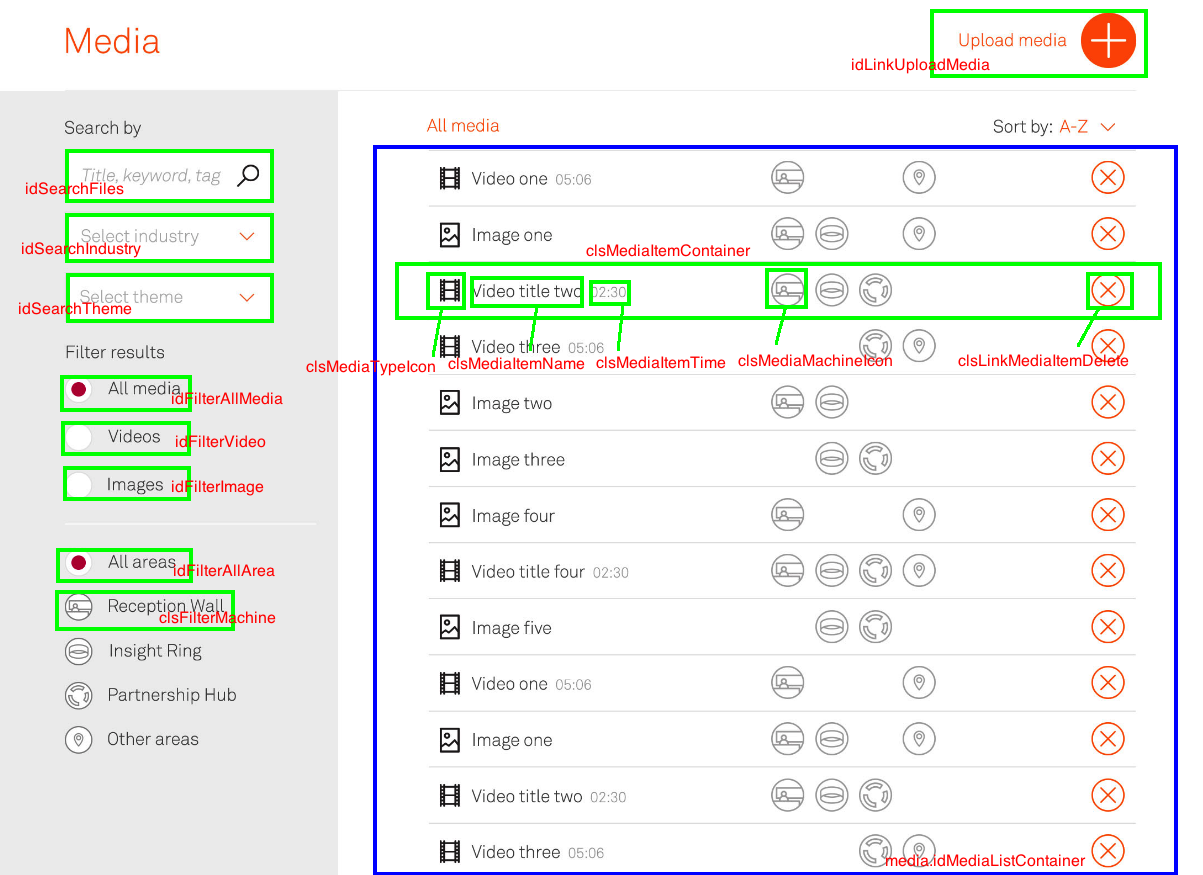 Media
Upload media
idLinkUploadMedia
Search by
All media
Sort by: A-Z
Title, keyword, tag
idSearchFiles
Select industry
idSearchIndustry
Select theme
idSearchTheme
Filter results
All media
idFilterAllMedia
Videos
idFilterVideo
Images
idFilterImage
All areas
idFilterAllArea
Reception Wall
clsFilterMachine
Insight Ring
Partnership Hub
Other areas
Video one 05:06
Image one
clsMediaItemContainer
Video title two 02:30
Video three 05:06
clsMediaTypeIcon
clsMediaItemName
clsMediaItemTime
clsMediaMachineIcon
clsLinkMediaItemDelete
Image two
Image three
Image four
Video title four 02:30
Image five
Video one 05:06
Image one
Video title two 02:30
Video three 05:06
media.idMediaListContainer